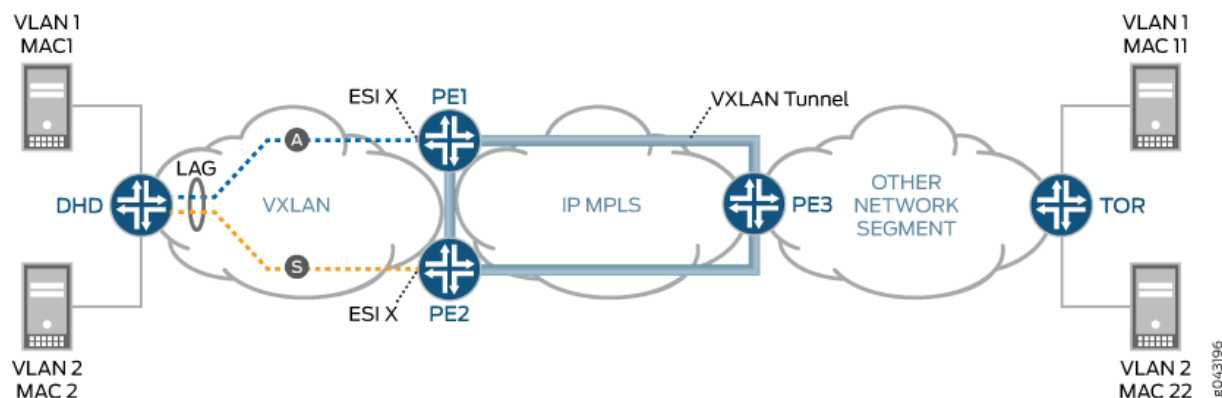 VLAN 1
MAC1
VLAN 1
MAC 11
ESI X
PE1
VXLAN Tunnel
A
LAG
DHD
VXLAN
IP MPLS
PE3
OTHER
NETWORK
SEGMENT
TOR
S
ESI X
PE2
VLAN 2
MAC 2
VLAN 2
MAC 22
g043196